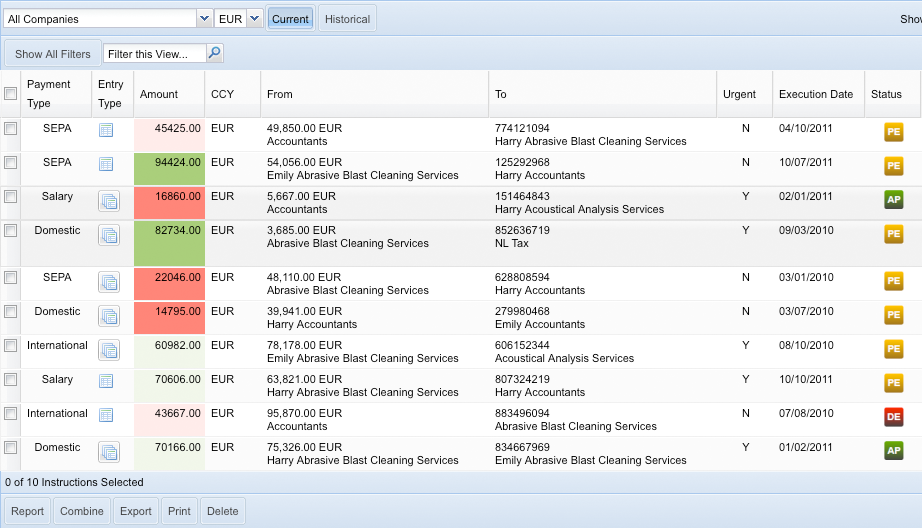 All Companies EUR Current Historical Shov
Show All Filters Filter this View...
Payment Type Entry Type Amount CCY From To Urgent Execution Date Status
SEPA 45425.00 EUR 49,850.00 EUR 774121094 N 04/10/2011 PE
Accountants Harry Abrasive Blast Cleaning Services
SEPA 94424.00 EUR 54,056.00 EUR 125292968 N 10/07/2011 PE
Emily Abrasive Blast Cleaning Services Harry Accountants
Salary 16860.00 EUR 5,667.00 EUR 151464843 Y 02/01/2011 AP
Accountants Harry Acoustical Analysis Services
Domestic 82734.00 EUR 3,685.00 EUR 852636719 Y 09/03/2010 PE
Abrasive Blast Cleaning Services NL Tax
SEPA 22046.00 EUR 48,110.00 EUR 628808594 N 03/01/2010 PE
Abrasive Blast Cleaning Services Harry Accountants
Domestic 14795.00 EUR 39,941.00 EUR 279980468 N 03/07/2010 PE
Harry Accountants Emily Accountants
International 60982.00 EUR 78,178.00 EUR 606152344 Y 08/10/2010 PE
Emily Abrasive Blast Cleaning Services Acoustical Analysis Services
Salary 70606.00 EUR 63,821.00 EUR 807324219 Y 10/10/2011 PE
Harry Abrasive Blast Cleaning Services Harry Accountants
International 43667.00 EUR 95,870.00 EUR 883496094 N 07/08/2010 DE
Accountants Abrasive Blast Cleaning Services
Domestic 70166.00 EUR 75,326.00 EUR 834667969 Y 01/02/2011 AP
Harry Abrasive Blast Cleaning Services Emily Abrasive Blast Cleaning Services
0 of 10 Instructions Selected
Report Combine Export Print Delete